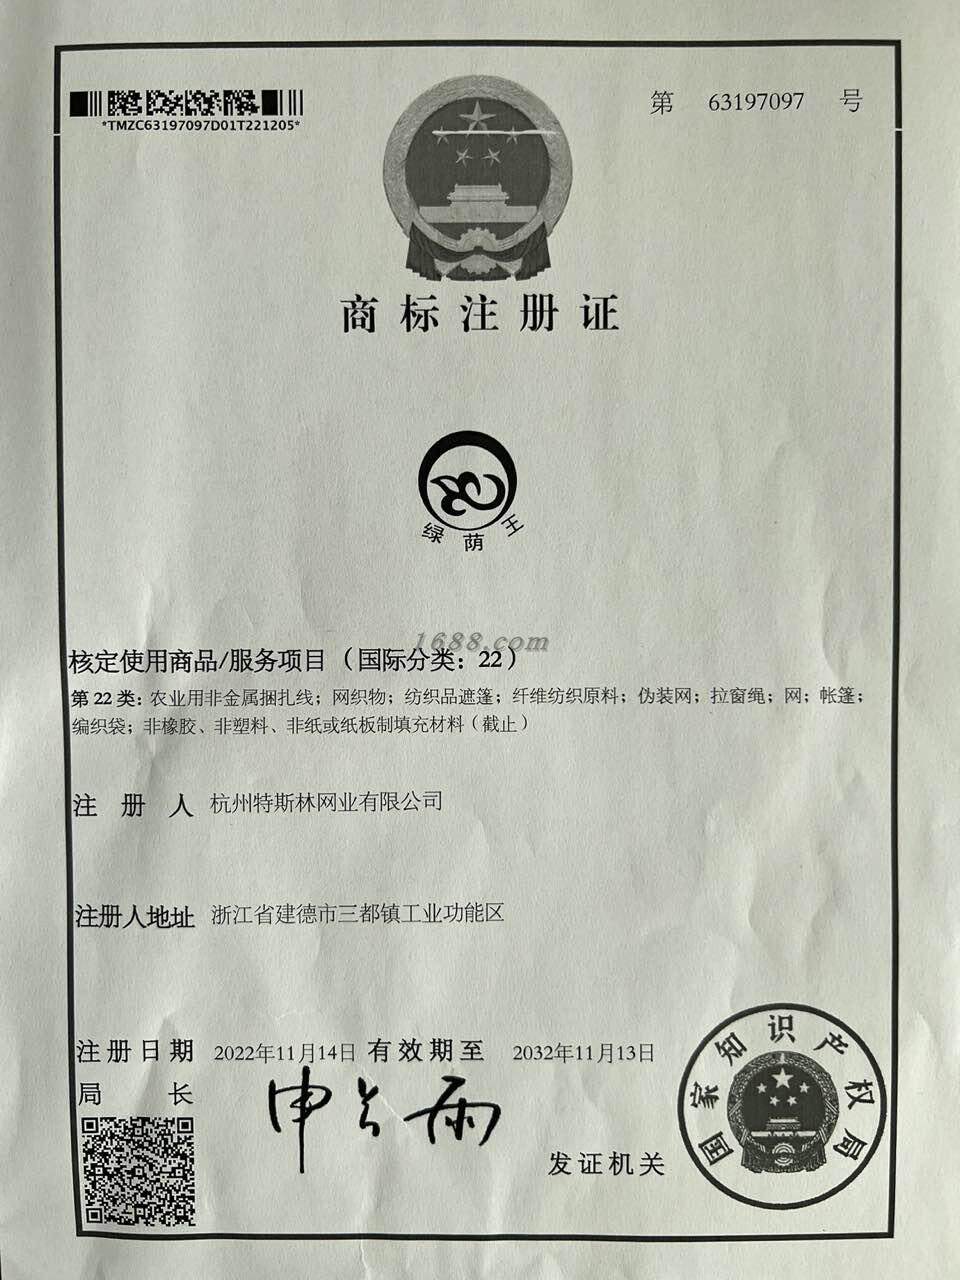 *TMZC63197097D01T221205*
第 63197097 号
商标注册证
绿荫王
1688.com
核定使用商品/服务项目（国际分类：22）
第22类：农业用非金属捆扎线；网织物；纺织品遮篷；纤维纺织原料；伪装网；拉窗绳；网；帐篷；
编织袋；非橡胶、非塑料、非纸或纸板制填充材料（截止）
注册人 杭州特斯林网业有限公司
注册人地址 浙江省建德市三都镇工业功能区
注册日期 2022年11月14日 有效期至 2032年11月13日
局长 申长雨
发证机关
国家知识产权局